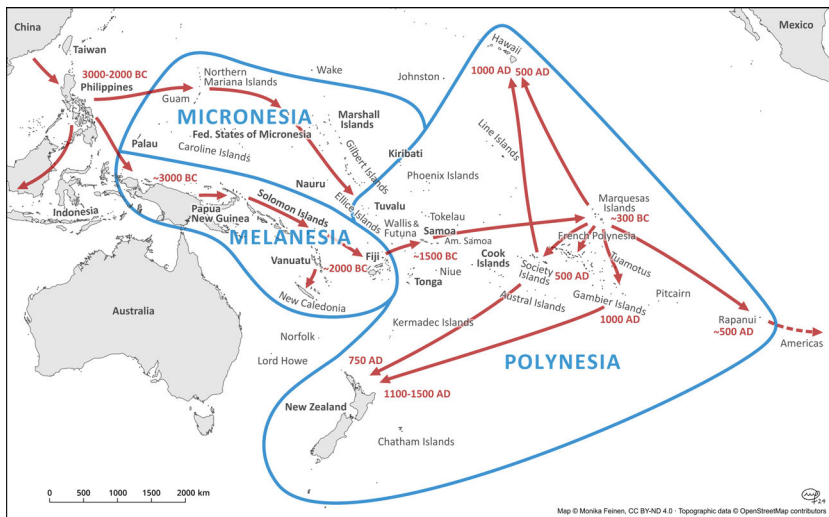 China
Mexico
Taiwan
Hawaii
3000-2000 BC
Philippines
Northern
Mariana Islands
Wake
Johnston
1000 AD
500 AD
Guam
MICRONESIA
Marshall
Islands
Fed. States of Micronesia
Line Islands
Palau
Caroline Islands
Gilbert Islands
Kiribati
Phoenix Islands
~3000 BC
Nauru
Marquesas Islands
Indonesia
Papua
New Guinea
Solomon Islands
Ellice Islands
Tuvalu
Tokelau
~300 BC
Wallis &
Futuna
Samoa
Am. Samoa
French Polynesia
MELANESIA
Vanuatu
~2000 BC
Fiji
~1500 BC
Niue
Tonga
Cook
Islands
Society
Islands
500 AD
Tuamotus
Australia
New Caledonia
Austral Islands
Gambier Islands
Pitcairn
1000 AD
Rapanui
~500 AD
Americas
Norfolk
Kermadec Islands
Lord Howe
750 AD
POLYNESIA
1100-1500 AD
New Zealand
Chatham Islands
0 500 1000 1500 2000 km
Map © Monika Feinen, CC BY-ND 4.0 · Topographic data © OpenStreetMap contributors